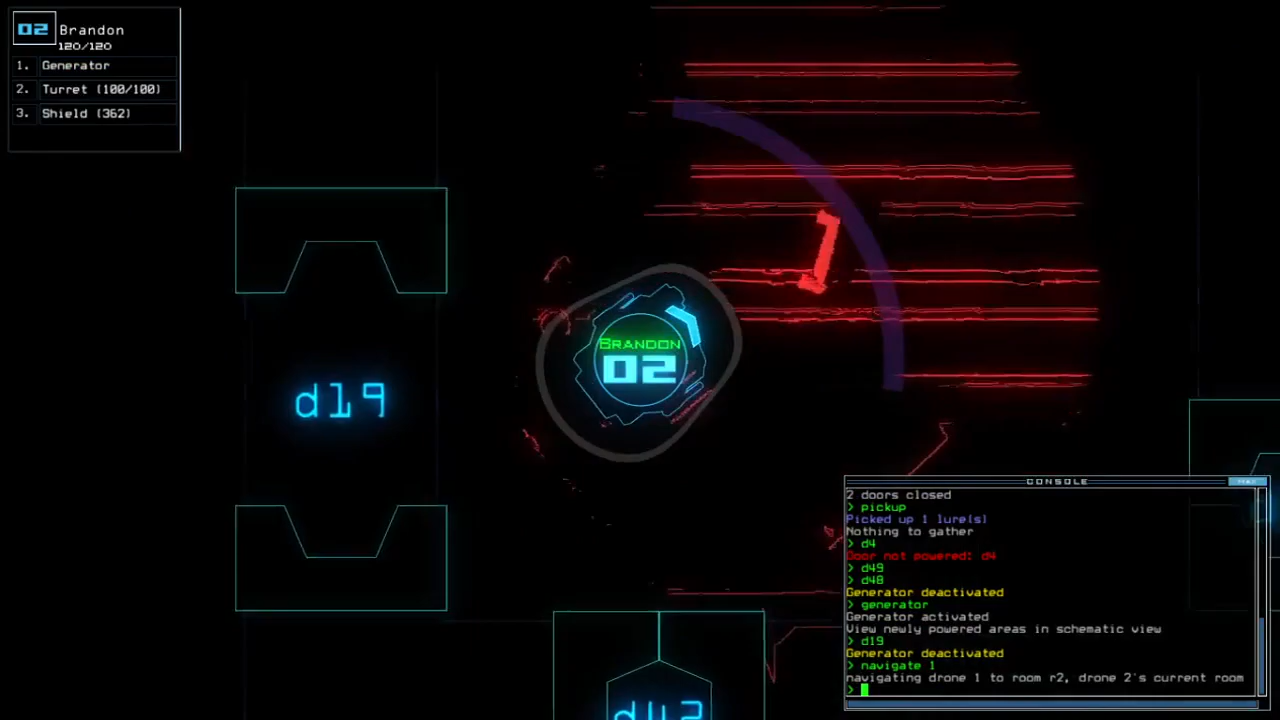 02 Brandon
120/120
1. Generator
2. Turret (100/100)
3. Shield (362)
d19
BRANDON
02
d42
CONSOLE
2 doors closed
> pickup
Picked up 1 lure(s)
Nothing to gather
> d4
Door not powered: d4
> d49
> d48
Generator deactivated
> generator
Generator activated
View newly powered areas in schematic view
> d19
Generator deactivated
> navigate 1
navigating drone 1 to room r2, drone 2's current room
>